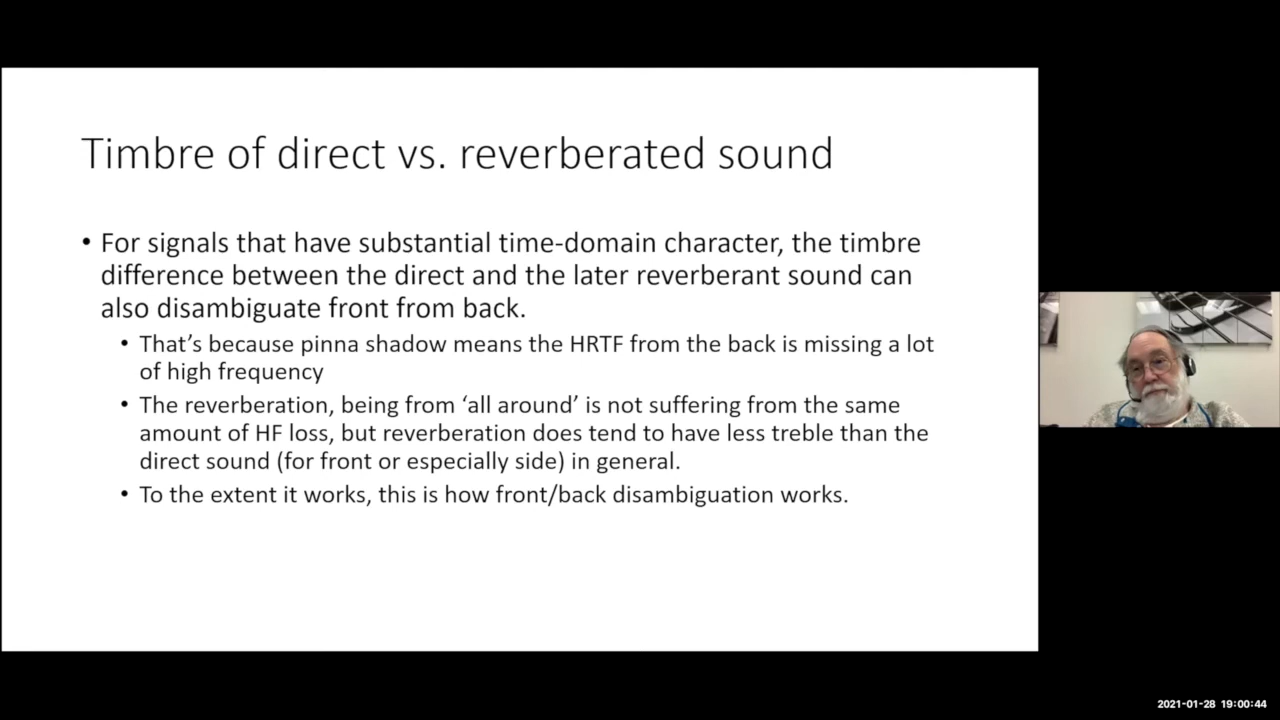 Timbre of direct vs. reverberated sound
• For signals that have substantial time-domain character, the timbre
difference between the direct and the later reverberant sound can
also disambiguate front from back.
• That’s because pinna shadow means the HRTF from the back is missing a lot
of high frequency
• The reverberation, being from ‘all around’ is not suffering from the same
amount of HF loss, but reverberation does tend to have less treble than the
direct sound (for front or especially side) in general.
• To the extent it works, this is how front/back disambiguation works.
2021-01-28 19:00:44